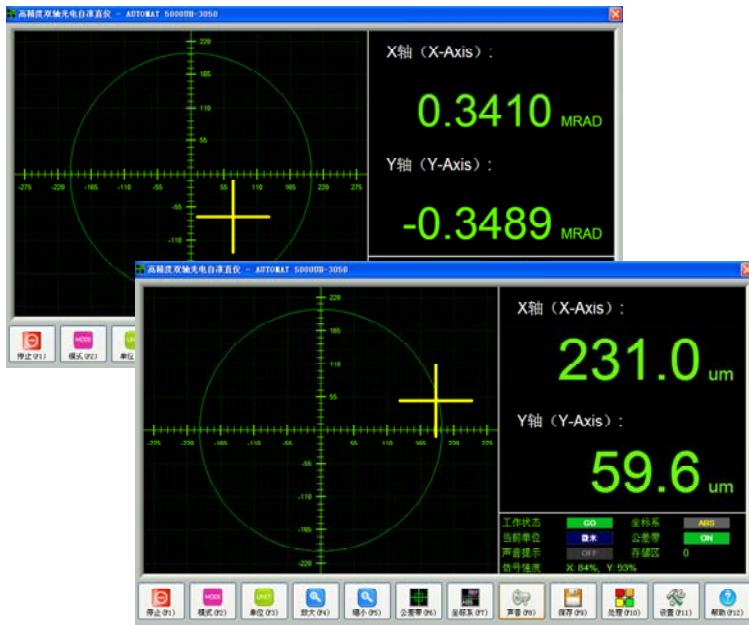 高精度双轴光电自准直仪 - AUTOMAT 5000UH-3050
220
165
110
55
-275 -220 -165 -110 -55 55 110 165 220 275
-55
-110
X轴（X-Axis）:
0.3410 MRAD
Y轴（Y-Axis）:
-0.3489 MRAD
停止(F1) 模式(F2) 单位
MODE
高精度双轴光电自准直仪 - AUTOMAT 5000UH-3050
220
165
110
55
-275 -220 -165 -110 -55 55 110 165 220 275
-55
-110
-165
-220
X轴（X-Axis）:
231.0 um
Y轴（Y-Axis）:
59.6 um
工作状态 GO 坐标系 ABS
当前单位 微米 公差带 ON
声音提示 OFF 存储区 0
信号强度 X: 84%, Y: 93%
MODE UNIT
停止(F1) 模式(F2) 单位(F3) 放大(F4) 缩小(F5) 公差带(F6) 坐标系(F7) 声音(F8) 保存(F9) 处理(F10) 设置(F11) 帮助(F12)